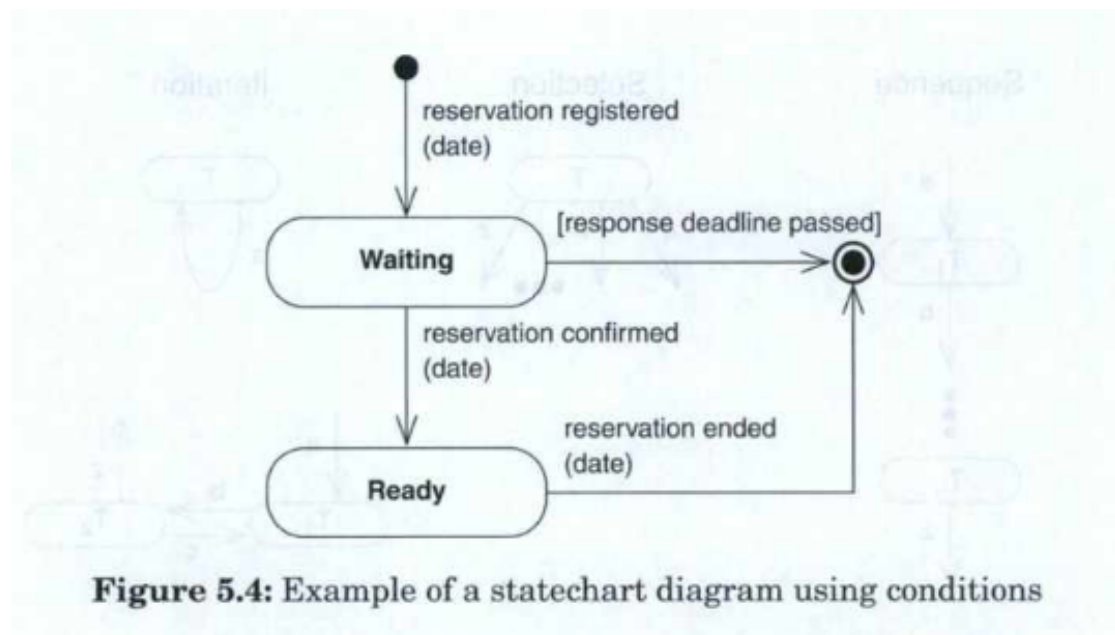 reservation registered
(date)
[response deadline passed]
Waiting
reservation confirmed
(date)
reservation ended
(date)
Ready
Figure 5.4: Example of a statechart diagram using conditions